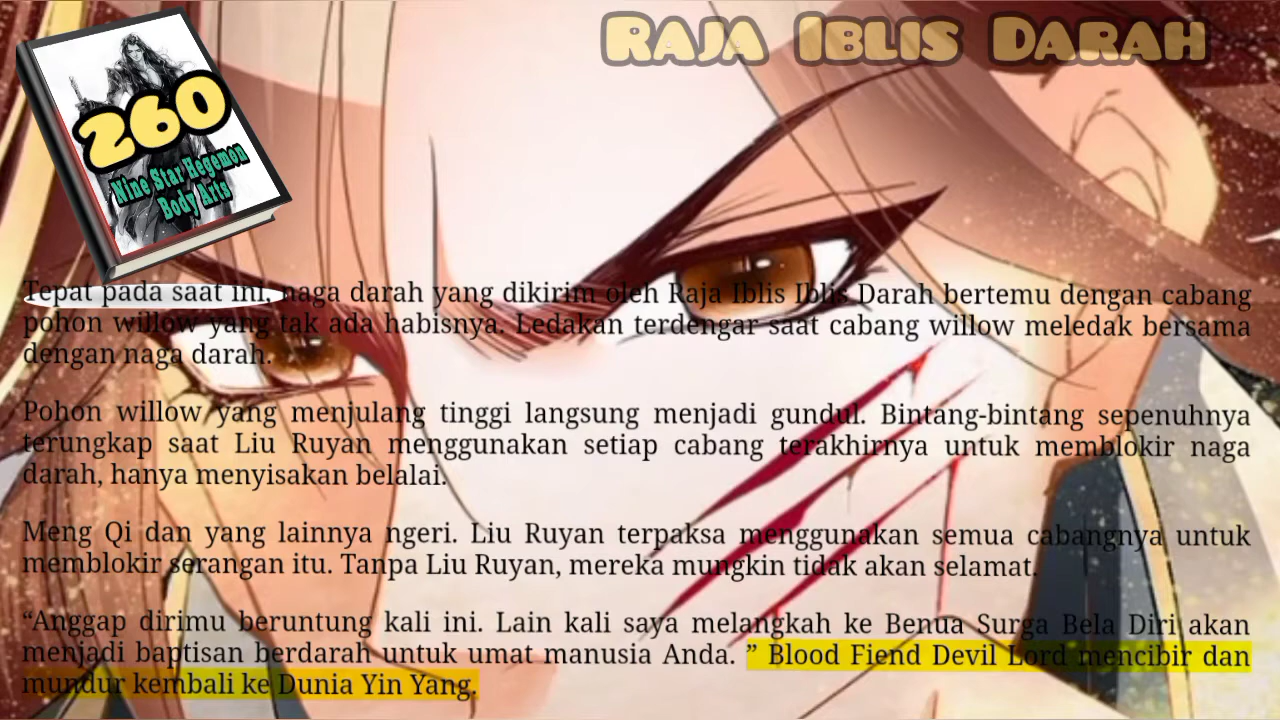 Raja Iblis Darah
260
Nine Star Hegemon
Body Arts
Tepat pada saat ini, naga darah yang dikirim oleh Raja Iblis Iblis Darah bertemu dengan cabang
pohon willow yang tak ada habisnya. Ledakan terdengar saat cabang willow meledak bersama
dengan naga darah.
Pohon willow yang menjulang tinggi langsung menjadi gundul. Bintang-bintang sepenuhnya
terungkap saat Liu Ruyan menggunakan setiap cabang terakhirnya untuk memblokir naga
darah, hanya menyisakan belalai.
Meng Qi dan yang lainnya ngeri. Liu Ruyan terpaksa menggunakan semua cabangnya untuk
memblokir serangan itu. Tanpa Liu Ruyan, mereka mungkin tidak akan selamat.
“Anggap dirimu beruntung kali ini. Lain kali saya melangkah ke Benua Surga Bela Diri akan
menjadi baptisan berdarah untuk umat manusia Anda. ” Blood Fiend Devil Lord mencibir dan
mundur kembali ke Dunia Yin Yang.